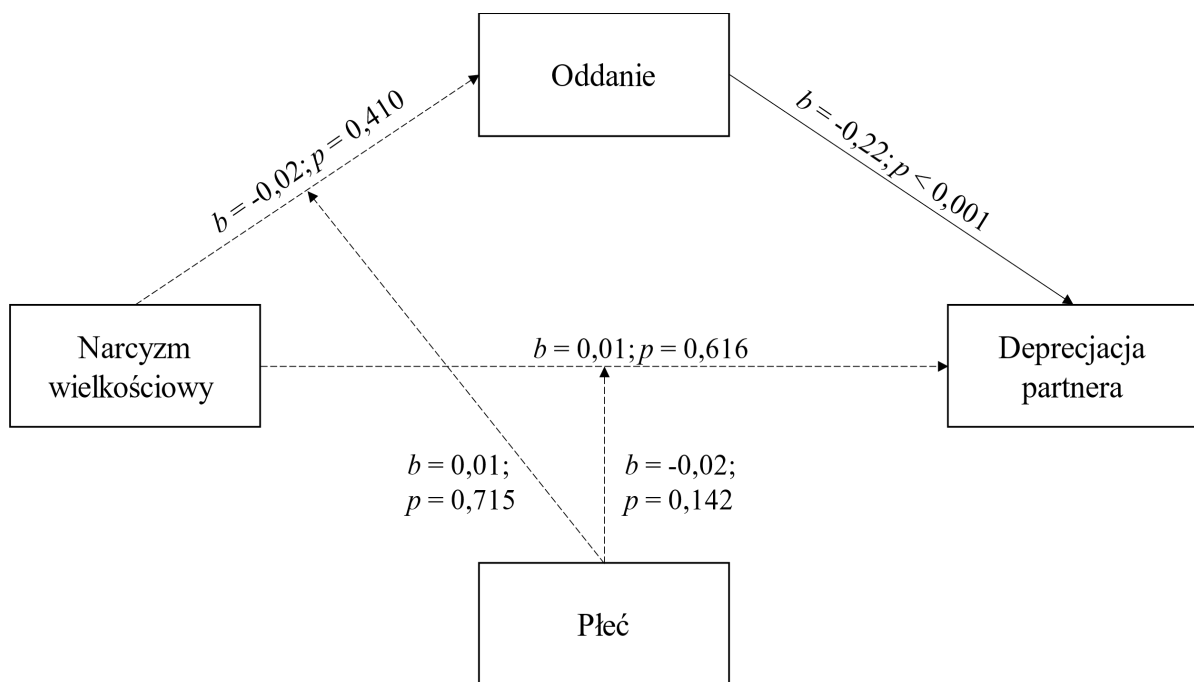 Oddanie
b = -0,02; p = 0,410
b = -0,22; p < 0,001
Narcyzm
wielkościowy
b = 0,01; p = 0,616
Deprecjacja
partnera
b = 0,01;
p = 0,715
b = -0,02;
p = 0,142
Płeć